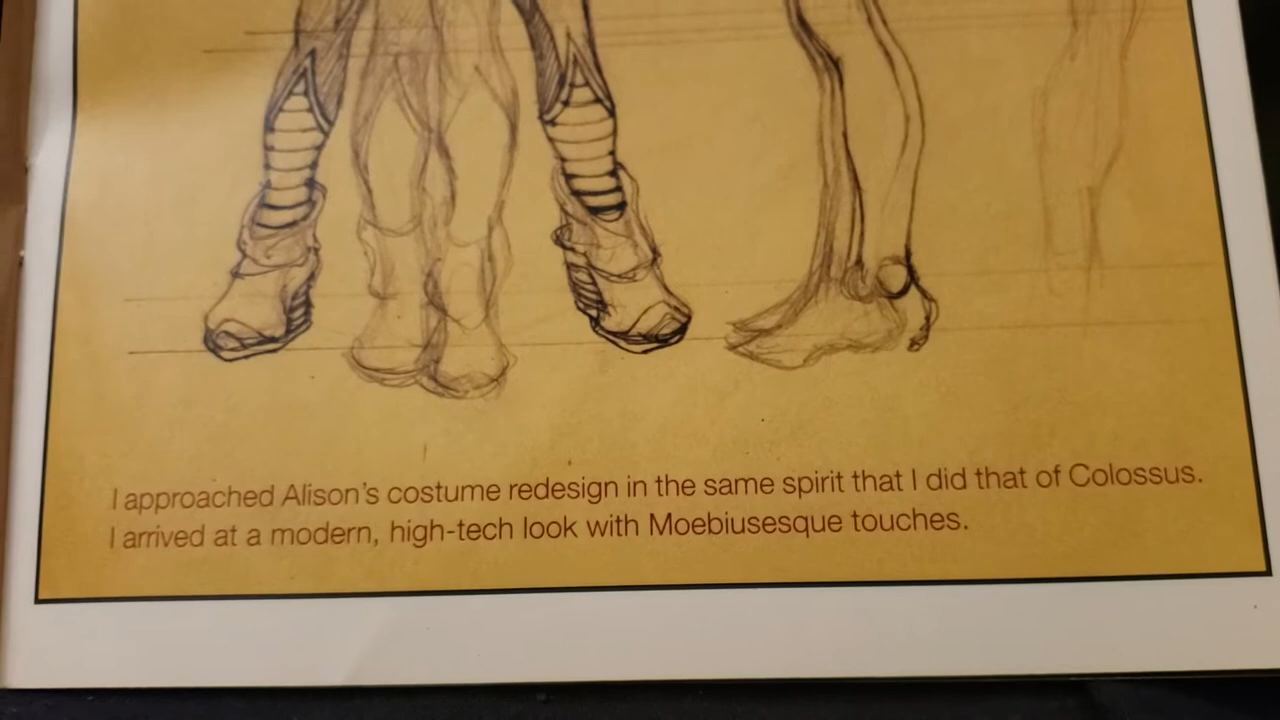 I approached Alison's costume redesign in the same spirit that I did that of Colossus.
I arrived at a modern, high-tech look with Moebiusesque touches.